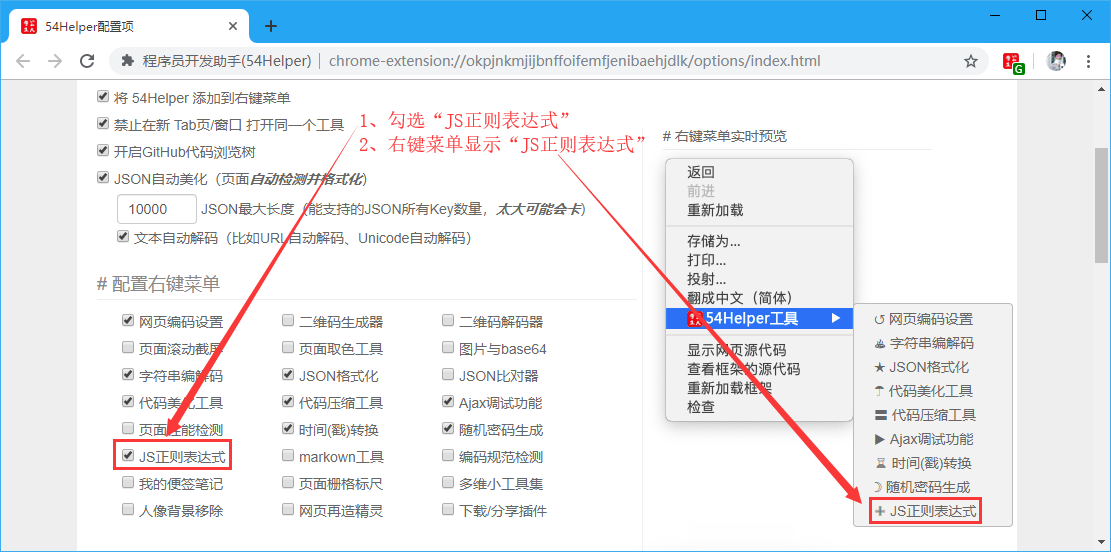 54Helper配置项
程序员开发助手(54Helper)
chrome-extension://okpjnkmjijbnffoifemfjenibaehjdlk/options/index.html
将 54Helper 添加到右键菜单
禁止在新 Tab页/窗口 打开同一个工具
开启GitHub代码浏览树
JSON自动美化（页面自动检测并格式化）
10000 JSON最大长度（能支持的JSON所有Key数量，太大可能会卡）
文本自动解码（比如URL自动解码、Unicode自动解码）
1、勾选“JS正则表达式”
2、右键菜单显示“JS正则表达式”
# 配置右键菜单
网页编码设置 二维码生成器 二维码解码器
页面滚动截屏 页面取色工具 图片与base64
字符串编解码 JSON格式化 JSON比对器
代码美化工具 代码压缩工具 Ajax调试功能
页面性能检测 时间(戳)转换 随机密码生成
JS正则表达式 markown工具 编码规范检测
我的便签笔记 页面栅格标尺 多维小工具集
人像背景移除 网页再造精灵 下载/分享插件
# 右键菜单实时预览
返回
前进
重新加载
存储为...
打印...
投射...
翻成中文（简体）
54Helper工具
显示网页源代码
查看框架的源代码
重新加载框架
检查
网页编码设置
字符串编解码
JSON格式化
代码美化工具
代码压缩工具
Ajax调试功能
时间(戳)转换
随机密码生成
JS正则表达式